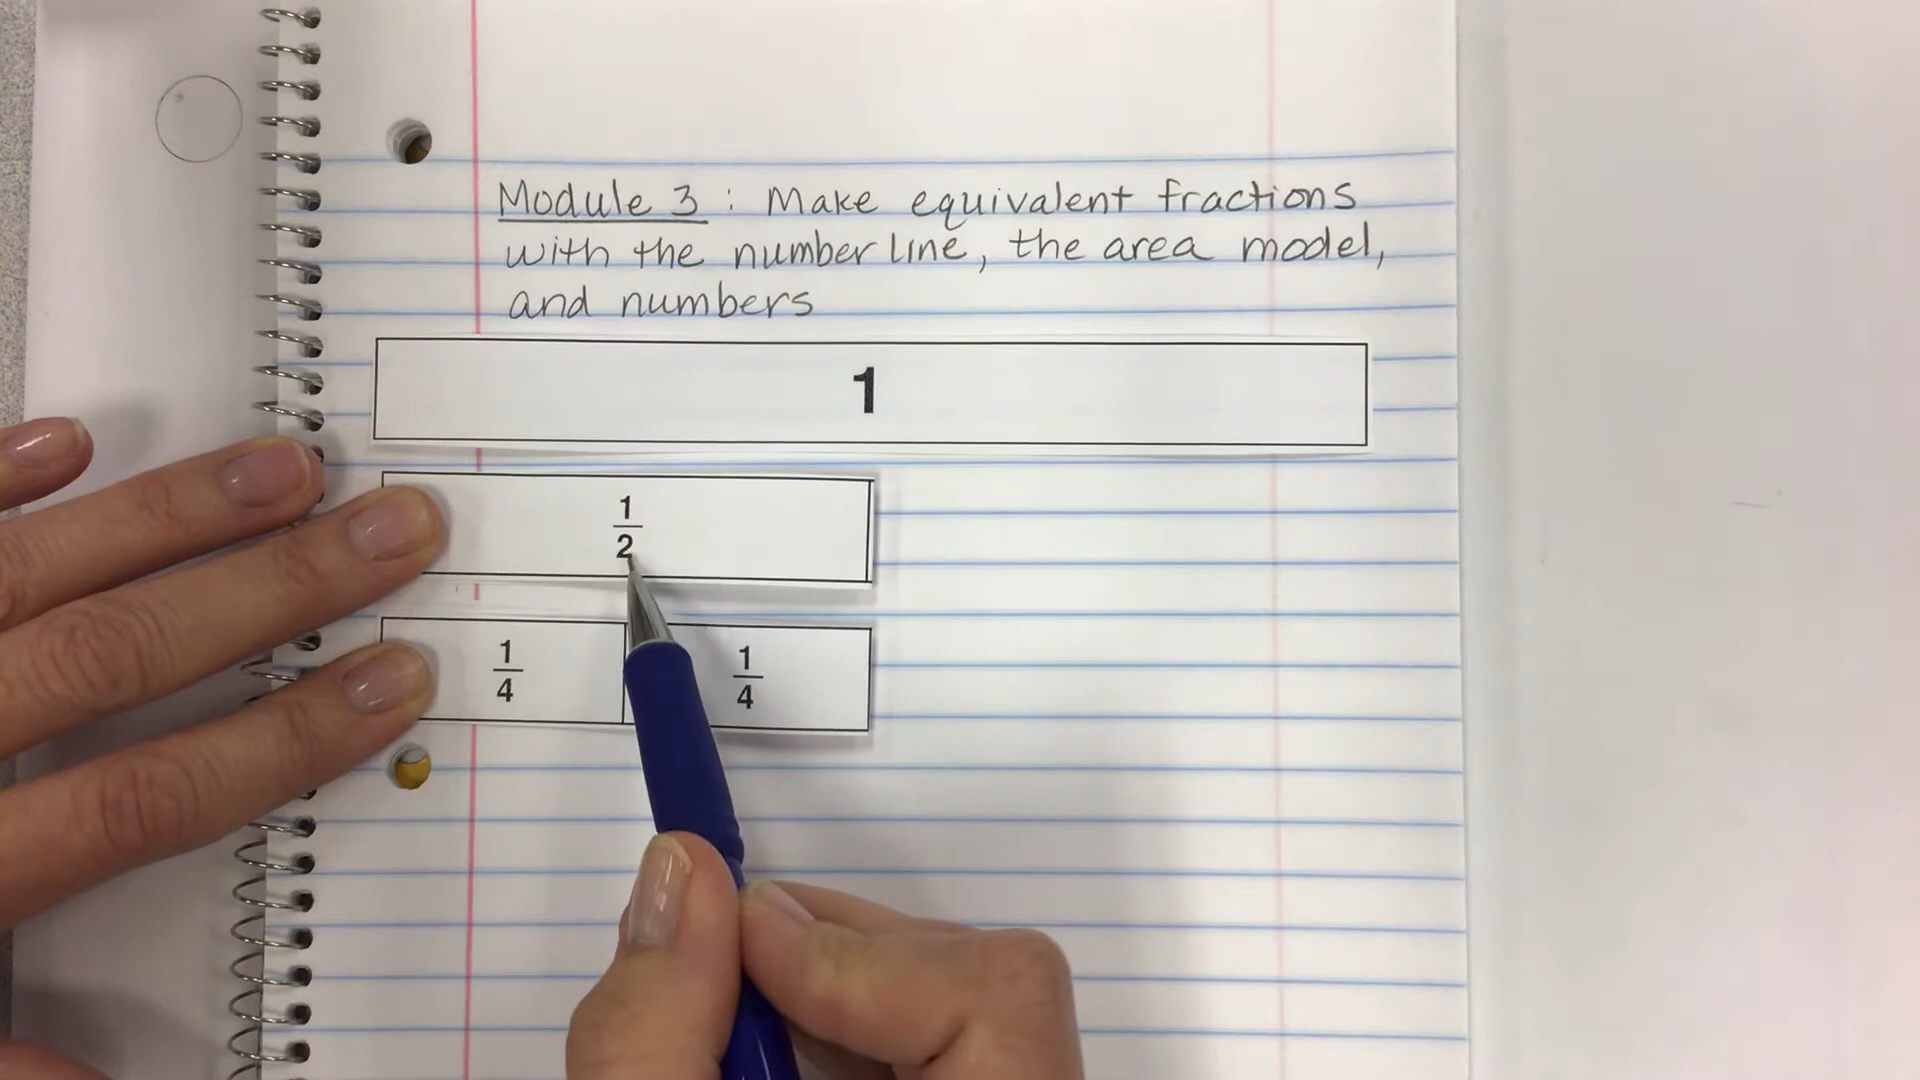 Module 3 : Make equivalent fractions
with the number line, the area model,
and numbers
1
1
2
1 1
4 4